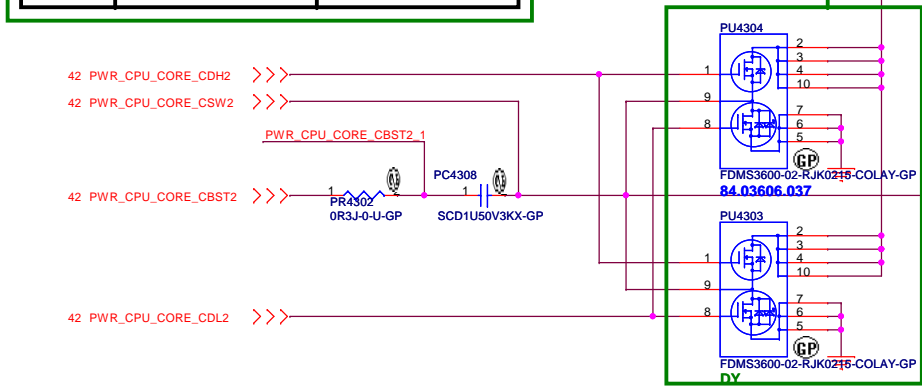 PU4304
42 PWR_CPU_CORE_CDH2
1
2
3
4
10
42 PWR_CPU_CORE_CSW2
9
8
7
6
5
PWR_CPU_CORE_CBST2_1
GP
FDMS3600-02-RJK0215-COLAY-GP
84.03606.037
42 PWR_CPU_CORE_CBST2
1
PR4302
0R3J-0-U-GP
PC4308
1
SCD1U50V3KX-GP
PU4303
1
2
3
4
10
9
8
7
6
5
42 PWR_CPU_CORE_CDL2
GP
FDMS3600-02-RJK0215-COLAY-GP
DY